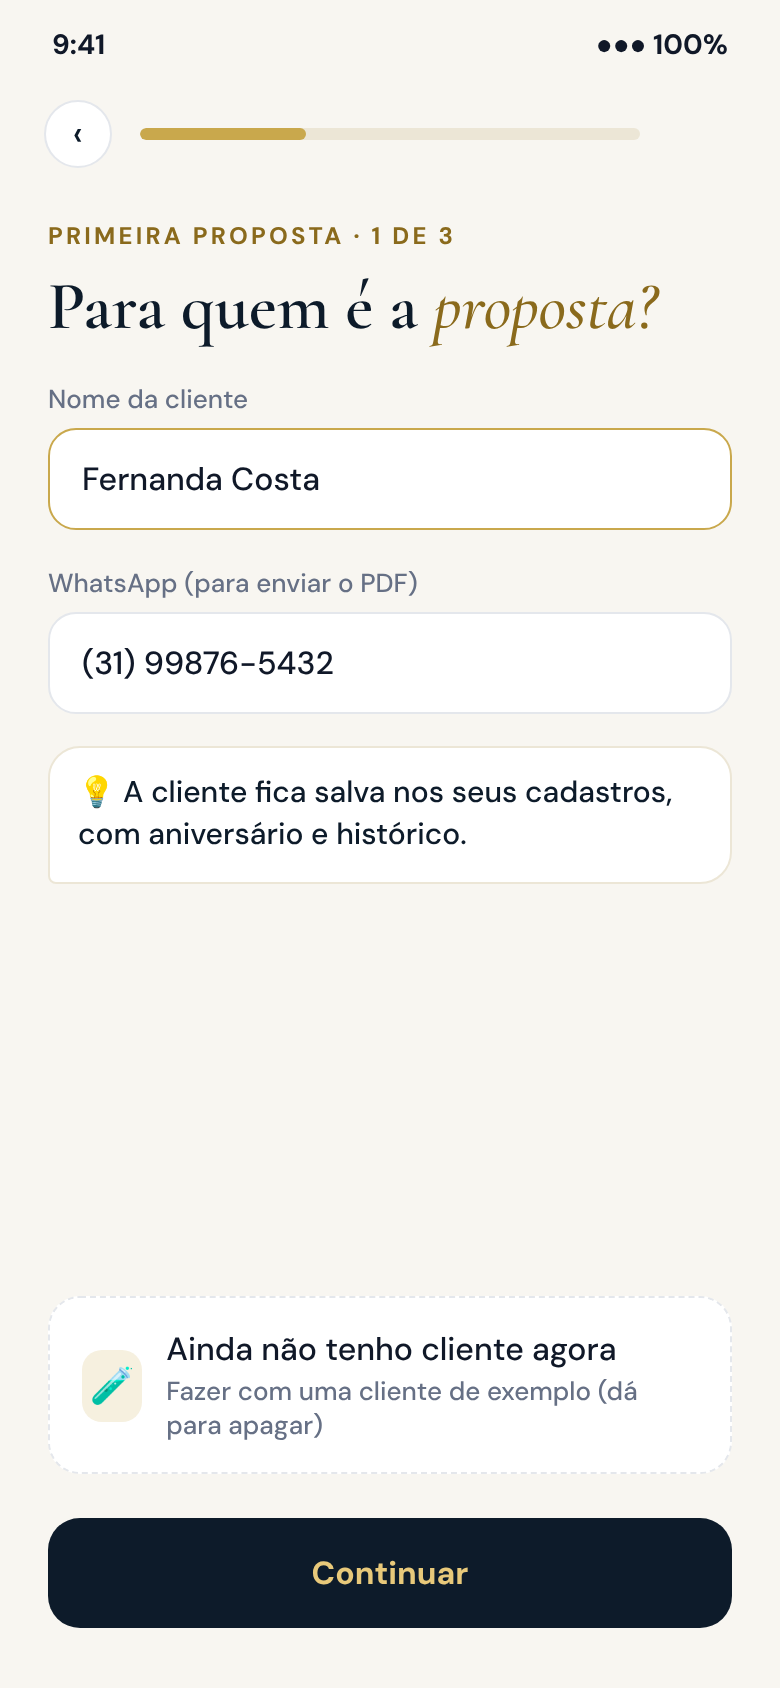 9:41
●●● 100%
‹
PRIMEIRA PROPOSTA · 1 DE 3
Para quem é a proposta?
Nome da cliente
Fernanda Costa
WhatsApp (para enviar o PDF)
(31) 99876-5432
💡 A cliente fica salva nos seus cadastros,
com aniversário e histórico.
Ainda não tenho cliente agora
Fazer com uma cliente de exemplo (dá
para apagar)
Continuar